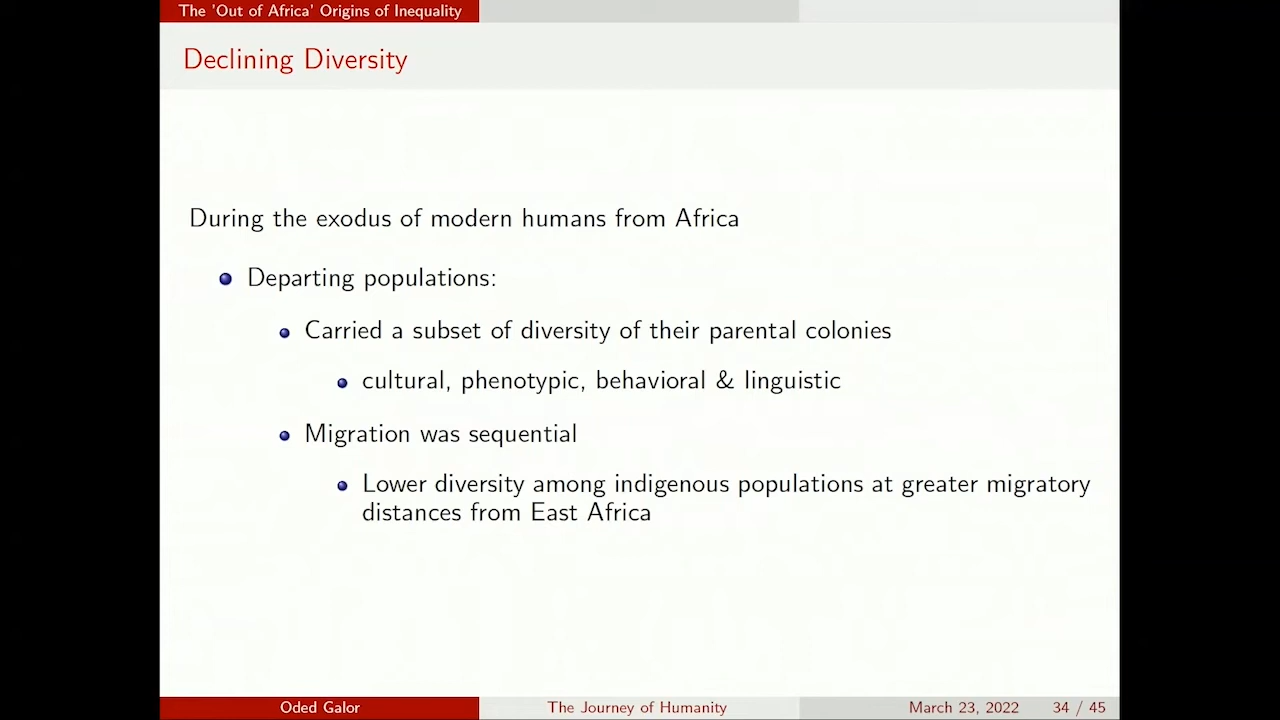 The 'Out of Africa' Origins of Inequality
Declining Diversity
During the exodus of modern humans from Africa
Departing populations:
Carried a subset of diversity of their parental colonies
cultural, phenotypic, behavioral & linguistic
Migration was sequential
Lower diversity among indigenous populations at greater migratory
distances from East Africa
Oded Galor The Journey of Humanity March 23, 2022 34 / 45